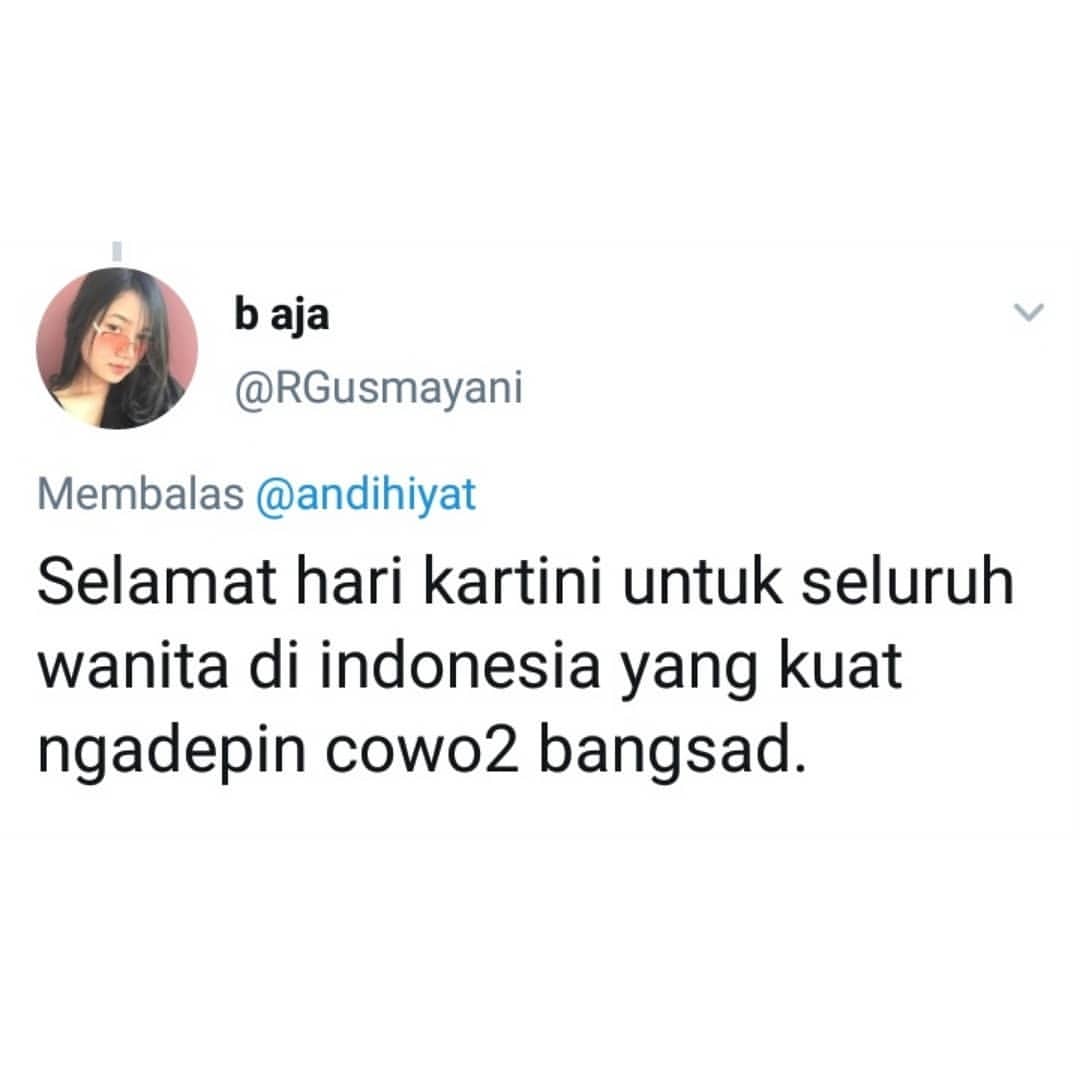 b aja
@RGusmayani
Membalas @andihiyat
Selamat hari kartini untuk seluruh
wanita di indonesia yang kuat
ngadepin cowo2 bangsad.